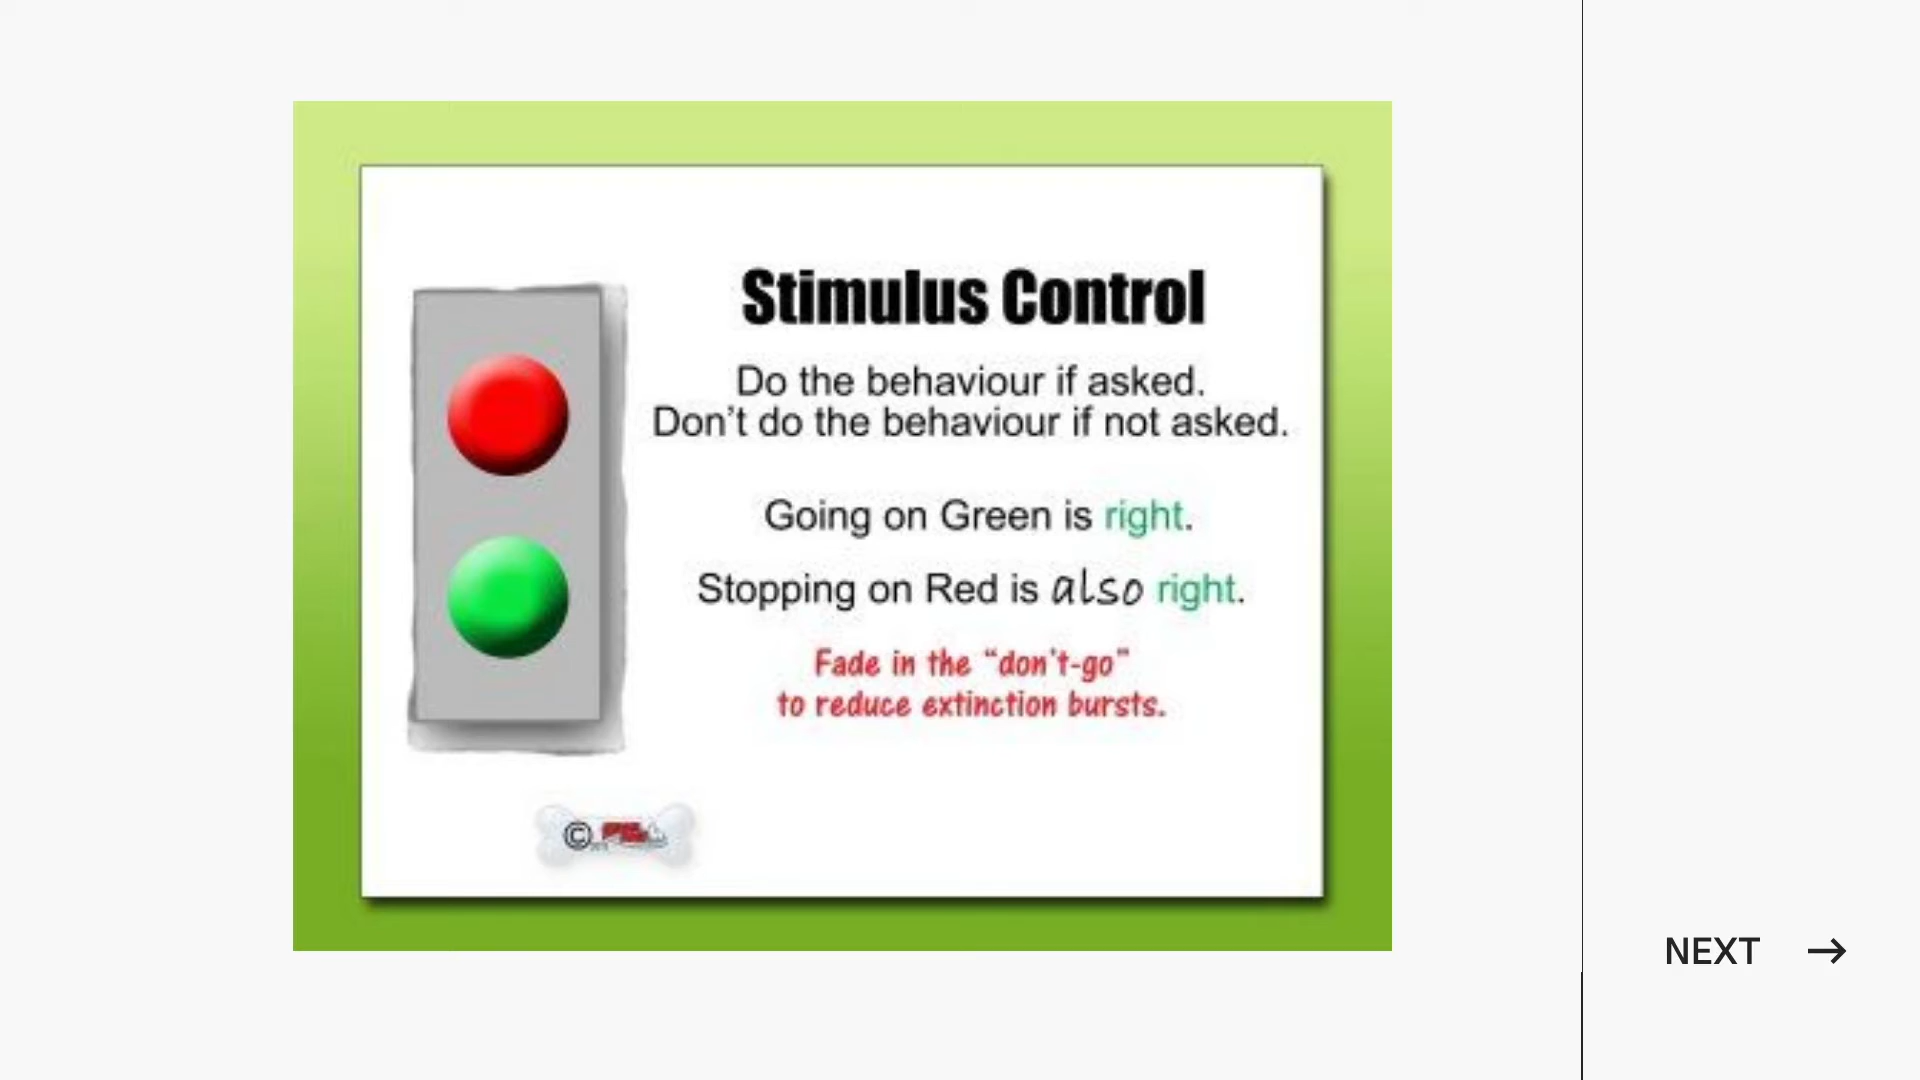 Stimulus Control
Do the behaviour if asked.
Don't do the behaviour if not asked.
Going on Green is right.
Stopping on Red is also right.
Fade in the “don't-go”
to reduce extinction bursts.
©
NEXT →